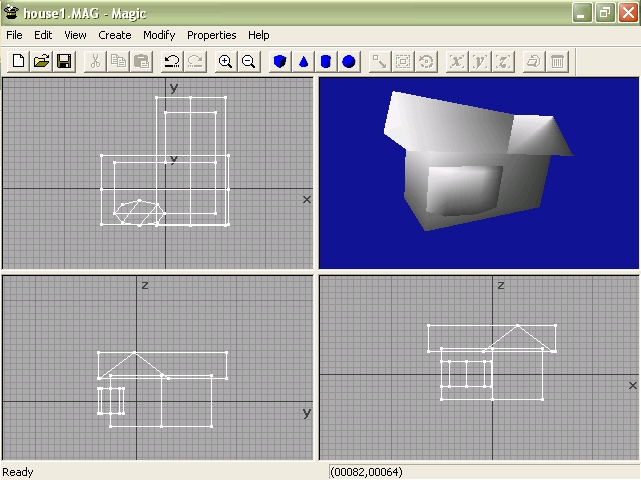 house1.MAG - Magic
File Edit View Create Modify Properties Help
x y z
y
y
x
z
y
z
x
Ready (00082,00064)